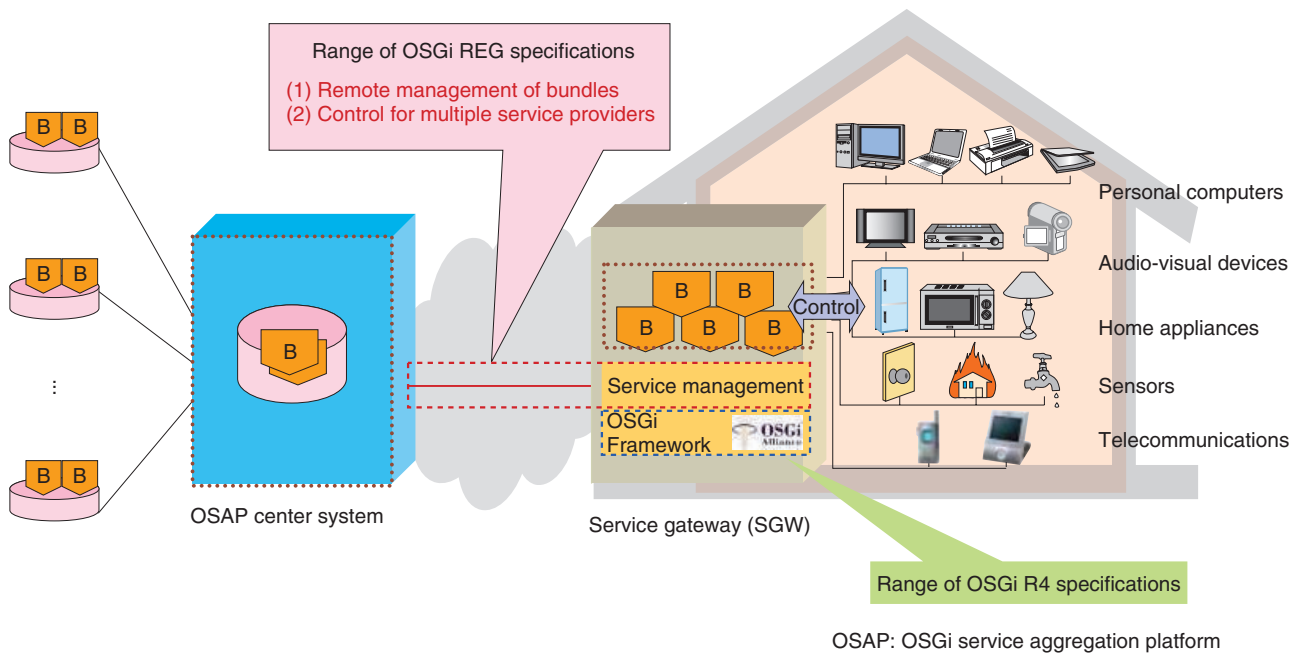 Range of OSGi REG specifications
(1) Remote management of bundles
(2) Control for multiple service providers
B B
B B
⋮
B B
B
OSAP center system
B B
B B B
Control
Service management
OSGi
Framework
OSGi
Alliance
Service gateway (SGW)
Personal computers
Audio-visual devices
Home appliances
Sensors
Telecommunications
Range of OSGi R4 specifications
OSAP: OSGi service aggregation platform